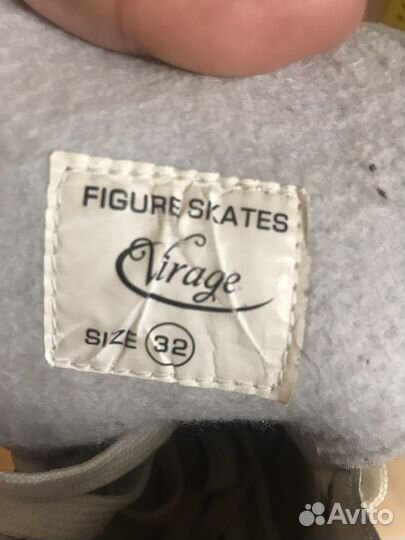 FIGURE SKATES
Virage
SIZE 32
Avito